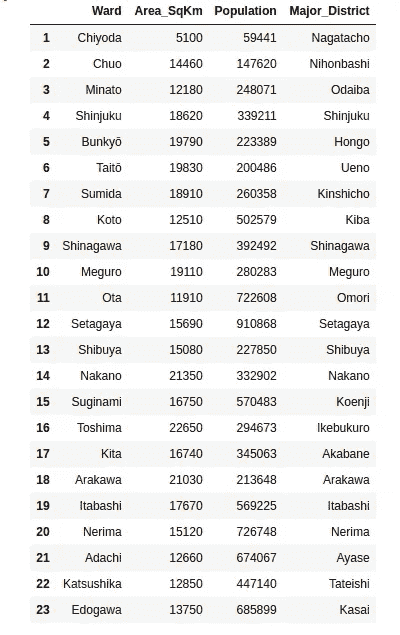 Ward Area_SqKm Population Major_District
1 Chiyoda 5100 59441 Nagatacho
2 Chuo 14460 147620 Nihonbashi
3 Minato 12180 248071 Odaiba
4 Shinjuku 18620 339211 Shinjuku
5 Bunkyō 19790 223389 Hongo
6 Taitō 19830 200486 Ueno
7 Sumida 18910 260358 Kinshicho
8 Koto 12510 502579 Kiba
9 Shinagawa 17180 392492 Shinagawa
10 Meguro 19110 280283 Meguro
11 Ota 11910 722608 Omori
12 Setagaya 15690 910868 Setagaya
13 Shibuya 15080 227850 Shibuya
14 Nakano 21350 332902 Nakano
15 Suginami 16750 570483 Koenji
16 Toshima 22650 294673 Ikebukuro
17 Kita 16740 345063 Akabane
18 Arakawa 21030 213648 Arakawa
19 Itabashi 17670 569225 Itabashi
20 Nerima 15120 726748 Nerima
21 Adachi 12660 674067 Ayase
22 Katsushika 12850 447140 Tateishi
23 Edogawa 13750 685899 Kasai